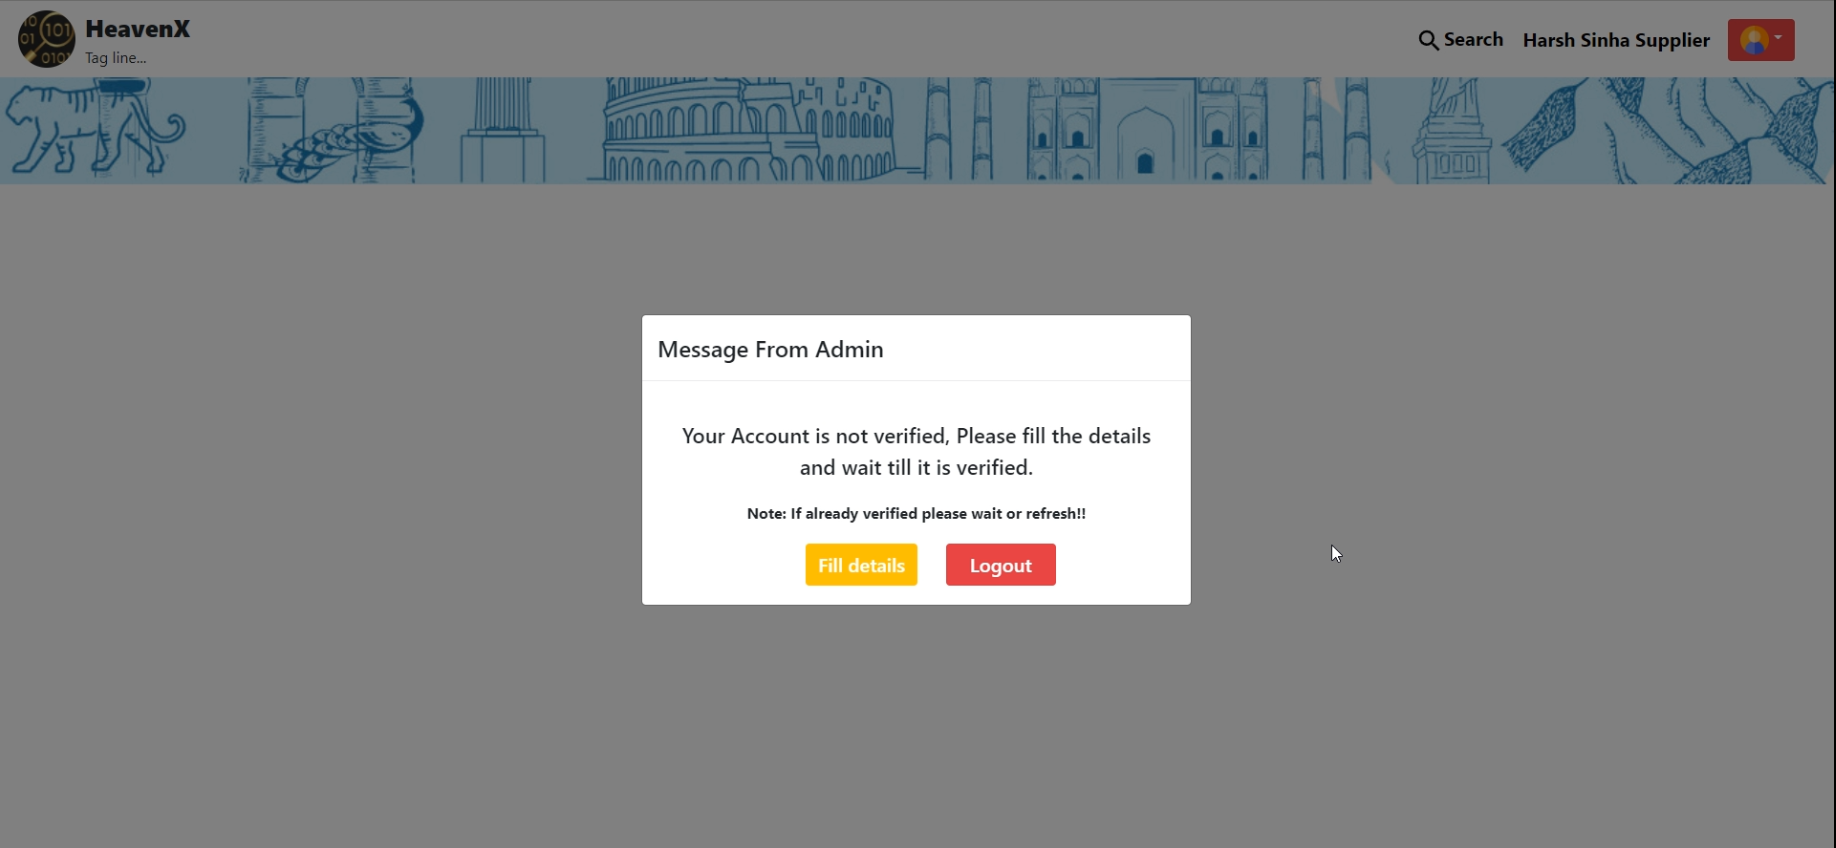 HeavenX
Tag line...
Search
Harsh Sinha Supplier
Message From Admin
Your Account is not verified, Please fill the details
and wait till it is verified.
Note: If already verified please wait or refresh!!
Fill details
Logout